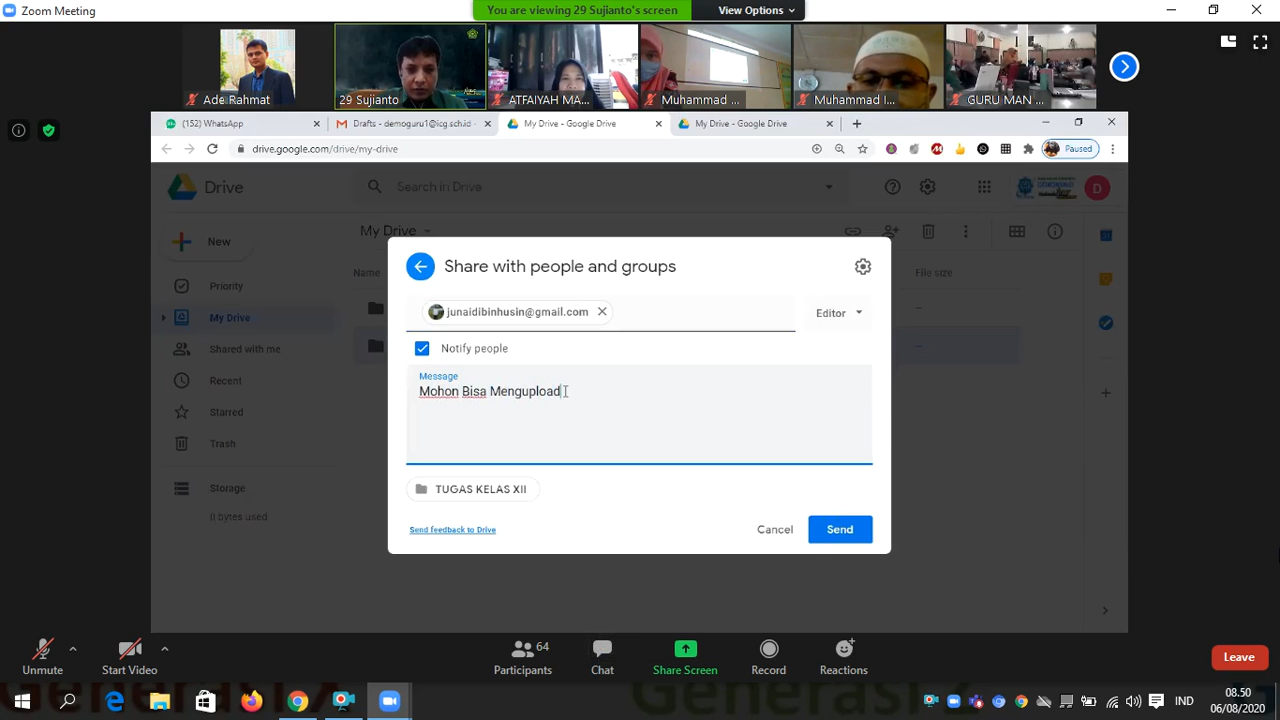 Zoom Meeting
You are viewing 29 Sujianto's screen
View Options
Ade Rahmat
29 Sujianto
ATFAIYAH MA...
Muhammad ...
Muhammad I...
GURU MAN ...
(152) WhatsApp
Drafts - demoguru1@icg.sch.id -
My Drive - Google Drive
My Drive - Google Drive
drive.google.com/drive/my-drive
Paused
Drive
Search in Drive
D
New
My Drive
Name
File size
Priority
My Drive
Shared with me
Recent
Starred
Trash
Storage
0 bytes used
Share with people and groups
junaidibinhusin@gmail.com
Editor
Notify people
Message
Mohon Bisa Mengupload
TUGAS KELAS XII
Send feedback to Drive
Cancel
Send
Unmute
Start Video
64
Participants
Chat
Share Screen
Record
Reactions
Leave
IND
08.50
06/08/2020